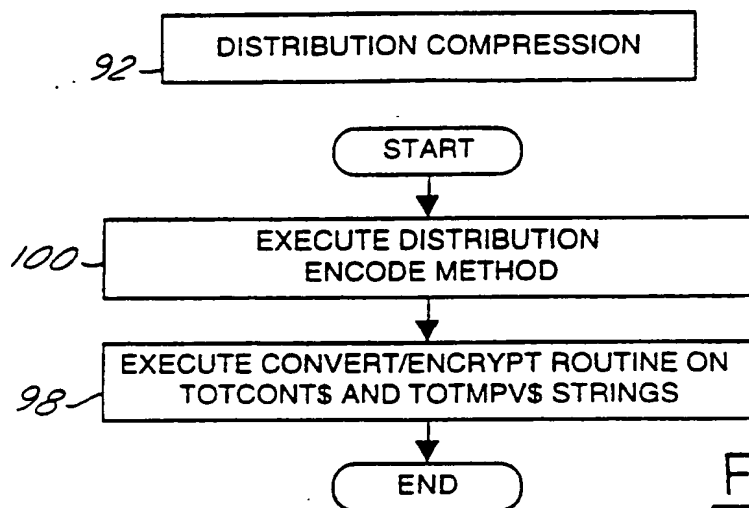 DISTRIBUTION COMPRESSION
92
START
EXECUTE DISTRIBUTION
ENCODE METHOD
100
EXECUTE CONVERT/ENCRYPT ROUTINE ON
TOTCONT$ AND TOTMPV$ STRINGS
98
END
F